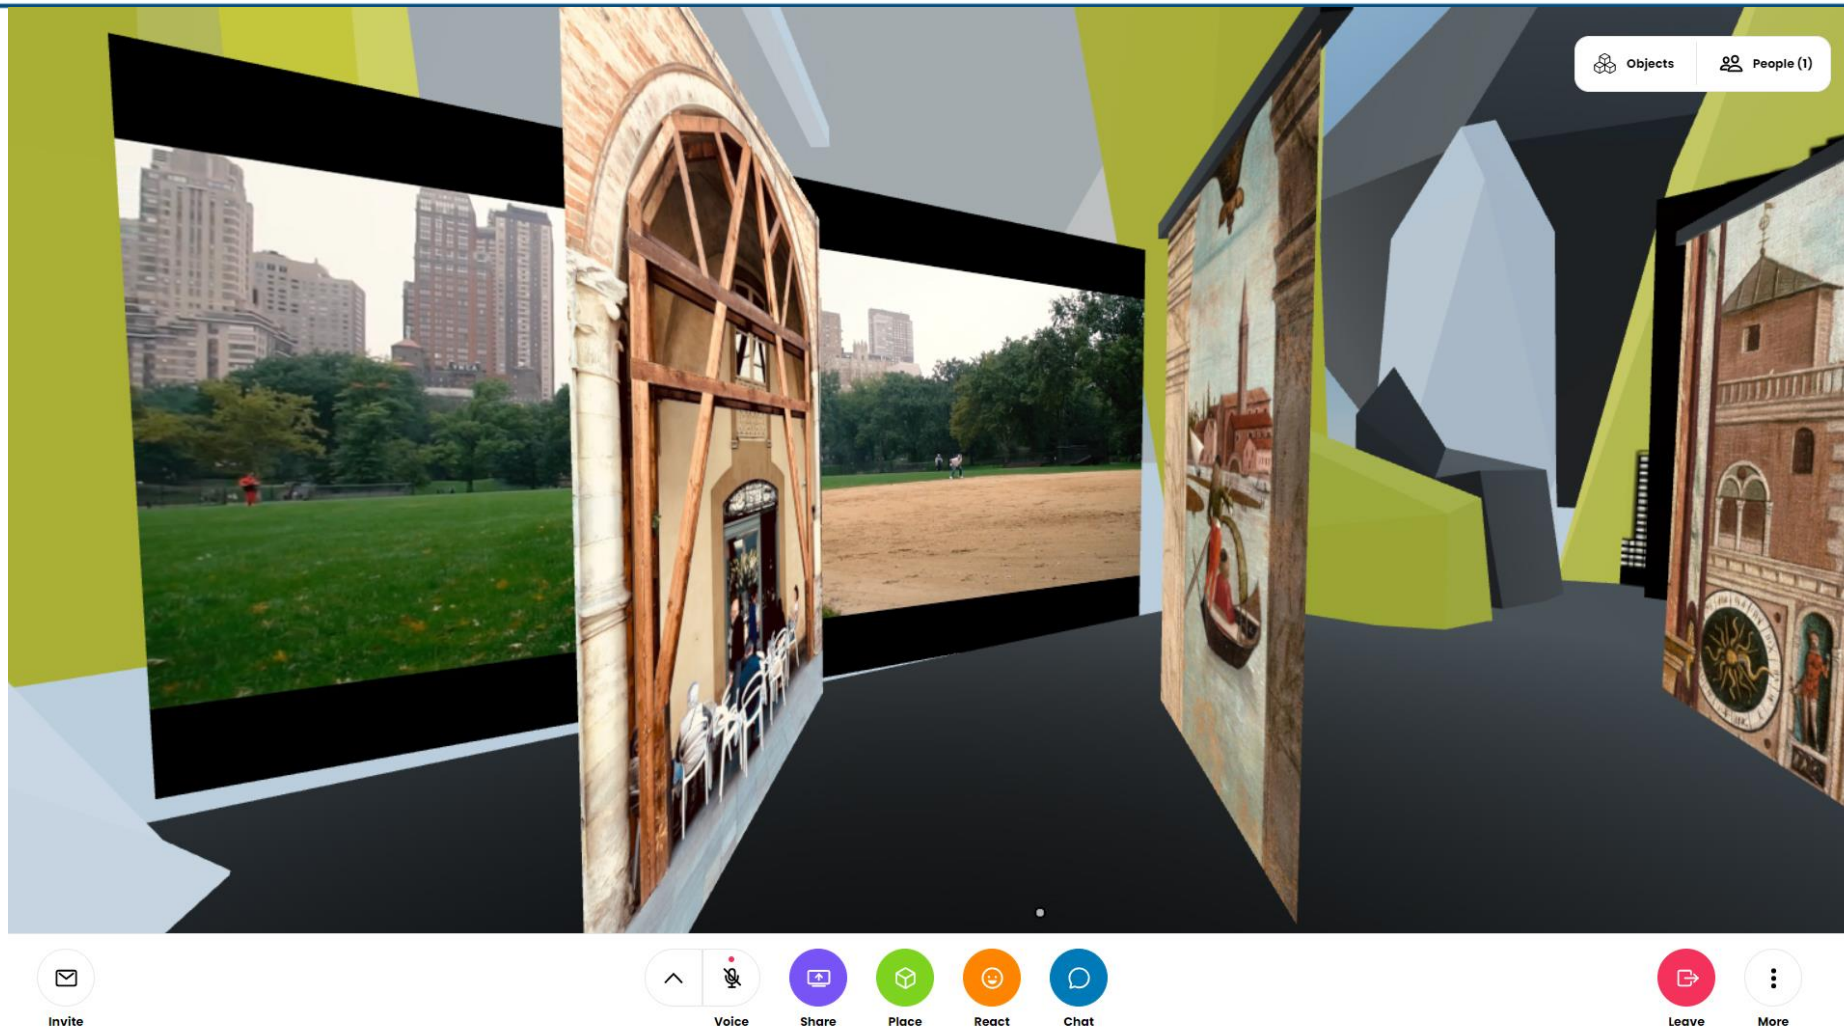 Objects
People (1)
Invite
Voice
Share
Place
React
Chat
Leave
More